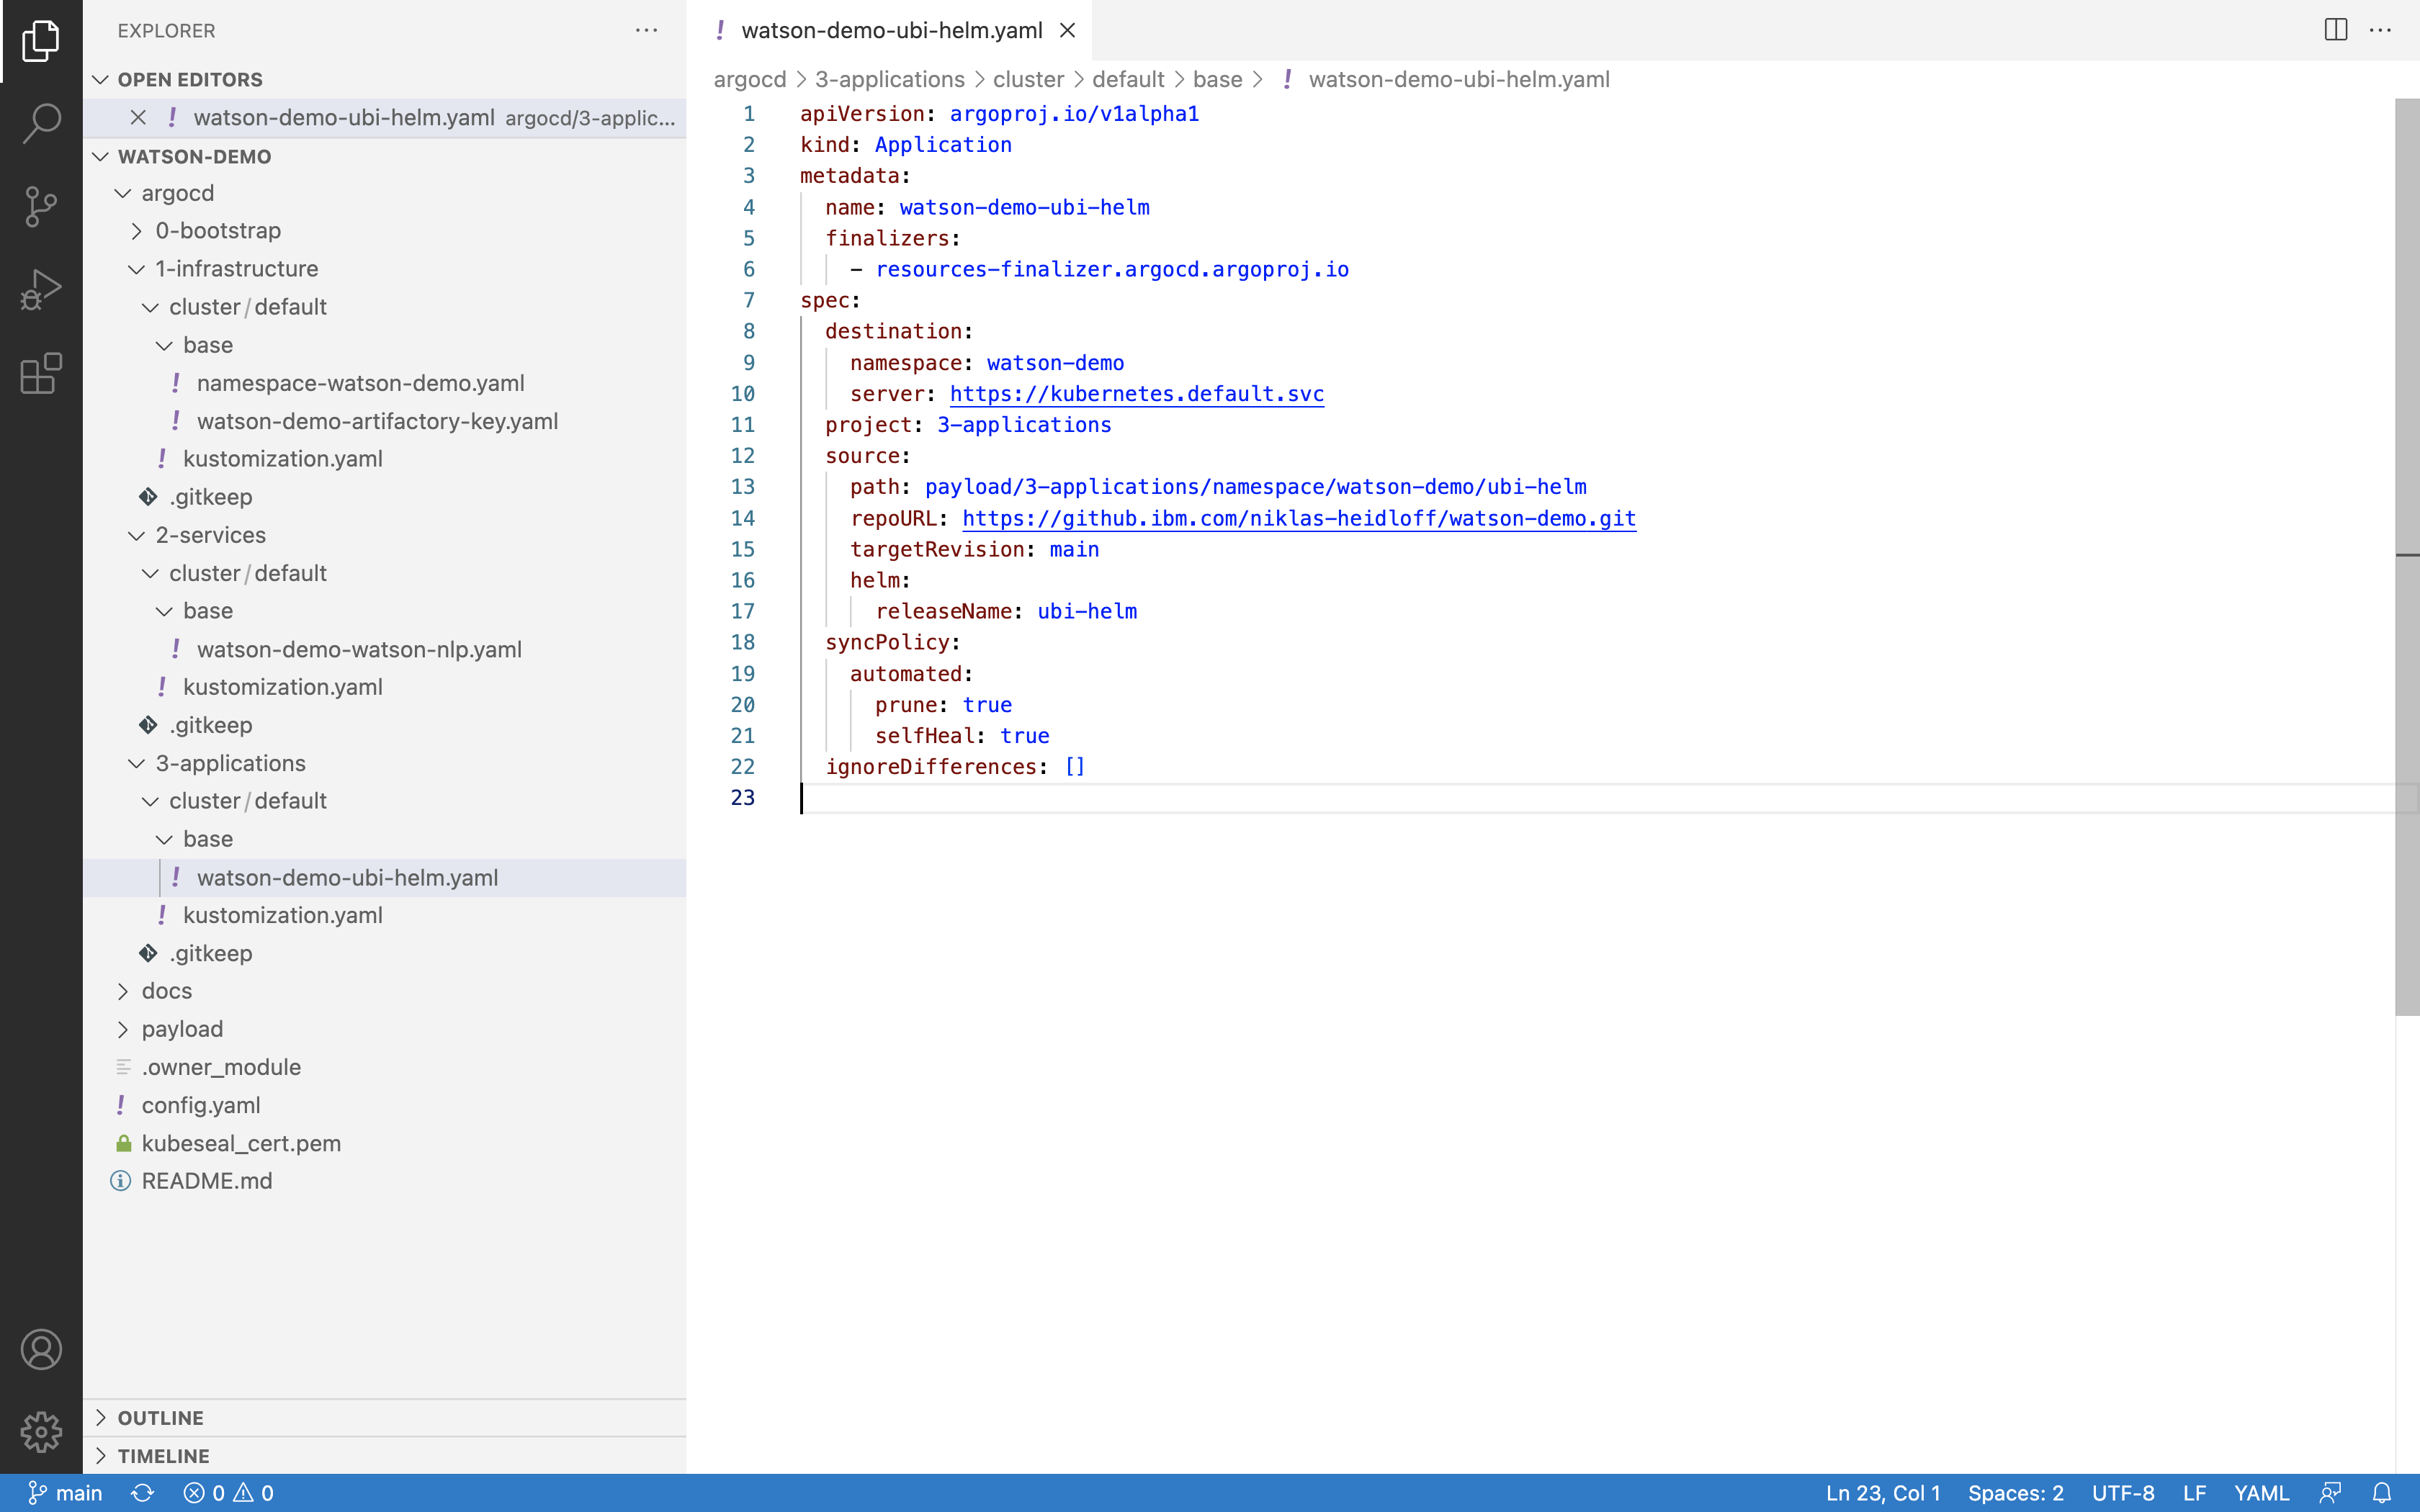 EXPLORER
OPEN EDITORS
watson-demo-ubi-helm.yaml argocd/3-applic...
WATSON-DEMO
argocd
0-bootstrap
1-infrastructure
cluster/default
base
namespace-watson-demo.yaml
watson-demo-artifactory-key.yaml
kustomization.yaml
.gitkeep
2-services
cluster/default
base
watson-demo-watson-nlp.yaml
kustomization.yaml
.gitkeep
3-applications
cluster/default
base
watson-demo-ubi-helm.yaml
kustomization.yaml
.gitkeep
docs
payload
.owner_module
config.yaml
kubeseal_cert.pem
README.md
OUTLINE
TIMELINE
watson-demo-ubi-helm.yaml
argocd > 3-applications > cluster > default > base > ! watson-demo-ubi-helm.yaml
1 apiVersion: argoproj.io/v1alpha1
2 kind: Application
3 metadata:
4   name: watson-demo-ubi-helm
5   finalizers:
6     - resources-finalizer.argocd.argoproj.io
7 spec:
8   destination:
9     namespace: watson-demo
10     server: https://kubernetes.default.svc
11   project: 3-applications
12   source:
13     path: payload/3-applications/namespace/watson-demo/ubi-helm
14     repoURL: https://github.ibm.com/niklas-heidloff/watson-demo.git
15     targetRevision: main
16     helm:
17       releaseName: ubi-helm
18   syncPolicy:
19     automated:
20       prune: true
21       selfHeal: true
22   ignoreDifferences: []
23
main 0 0 Ln 23, Col 1 Spaces: 2 UTF-8 LF YAML